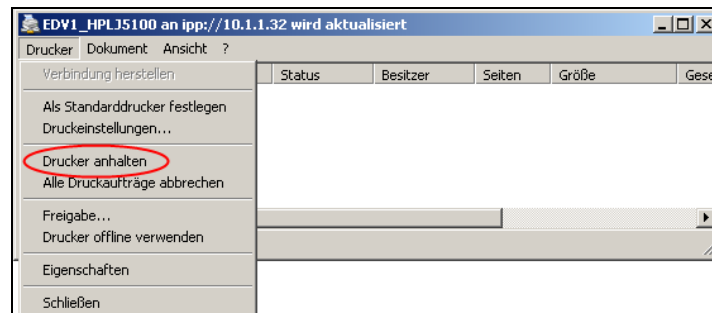 EDV1_HPLJ5100 an ipp://10.1.1.32 wird aktualisiert
Drucker Dokument Ansicht ?
Verbindung herstellen
Status Besitzer Seiten Größe Gese
Als Standarddrucker festlegen
Druckeinstellungen...
Drucker anhalten
Alle Druckaufträge abbrechen
Freigabe...
Drucker offline verwenden
Eigenschaften
Schließen